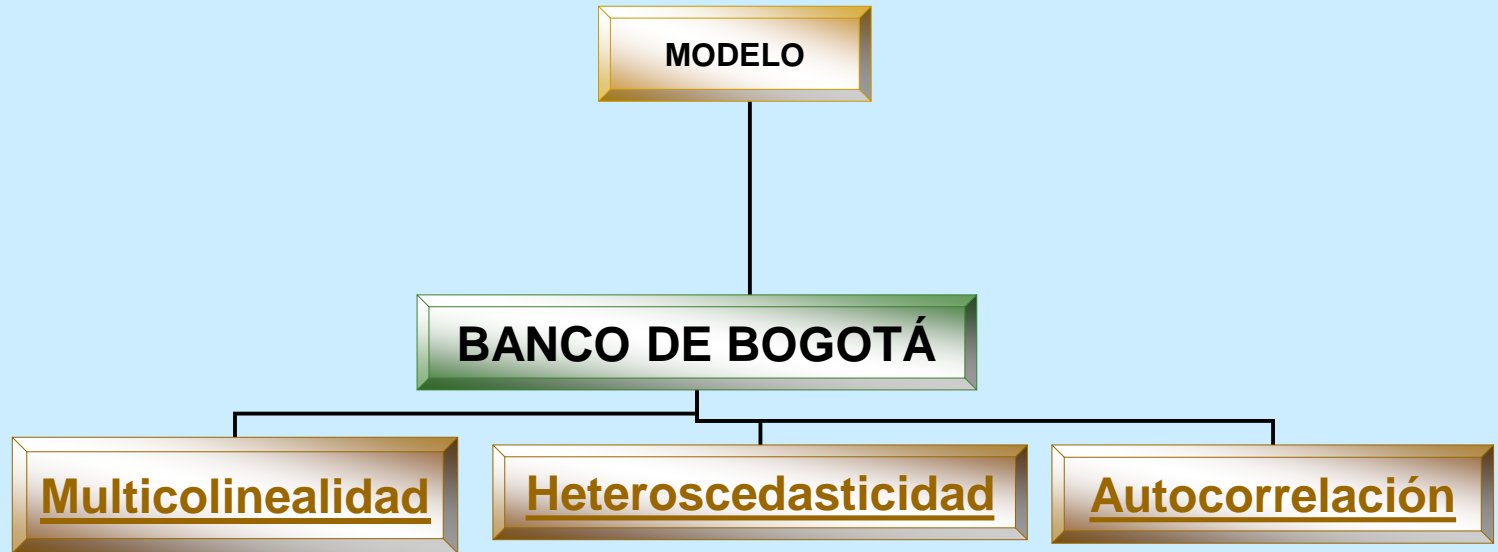 MODELO
BANCO DE BOGOTÁ
Multicolinealidad
Heteroscedasticidad
Autocorrelación